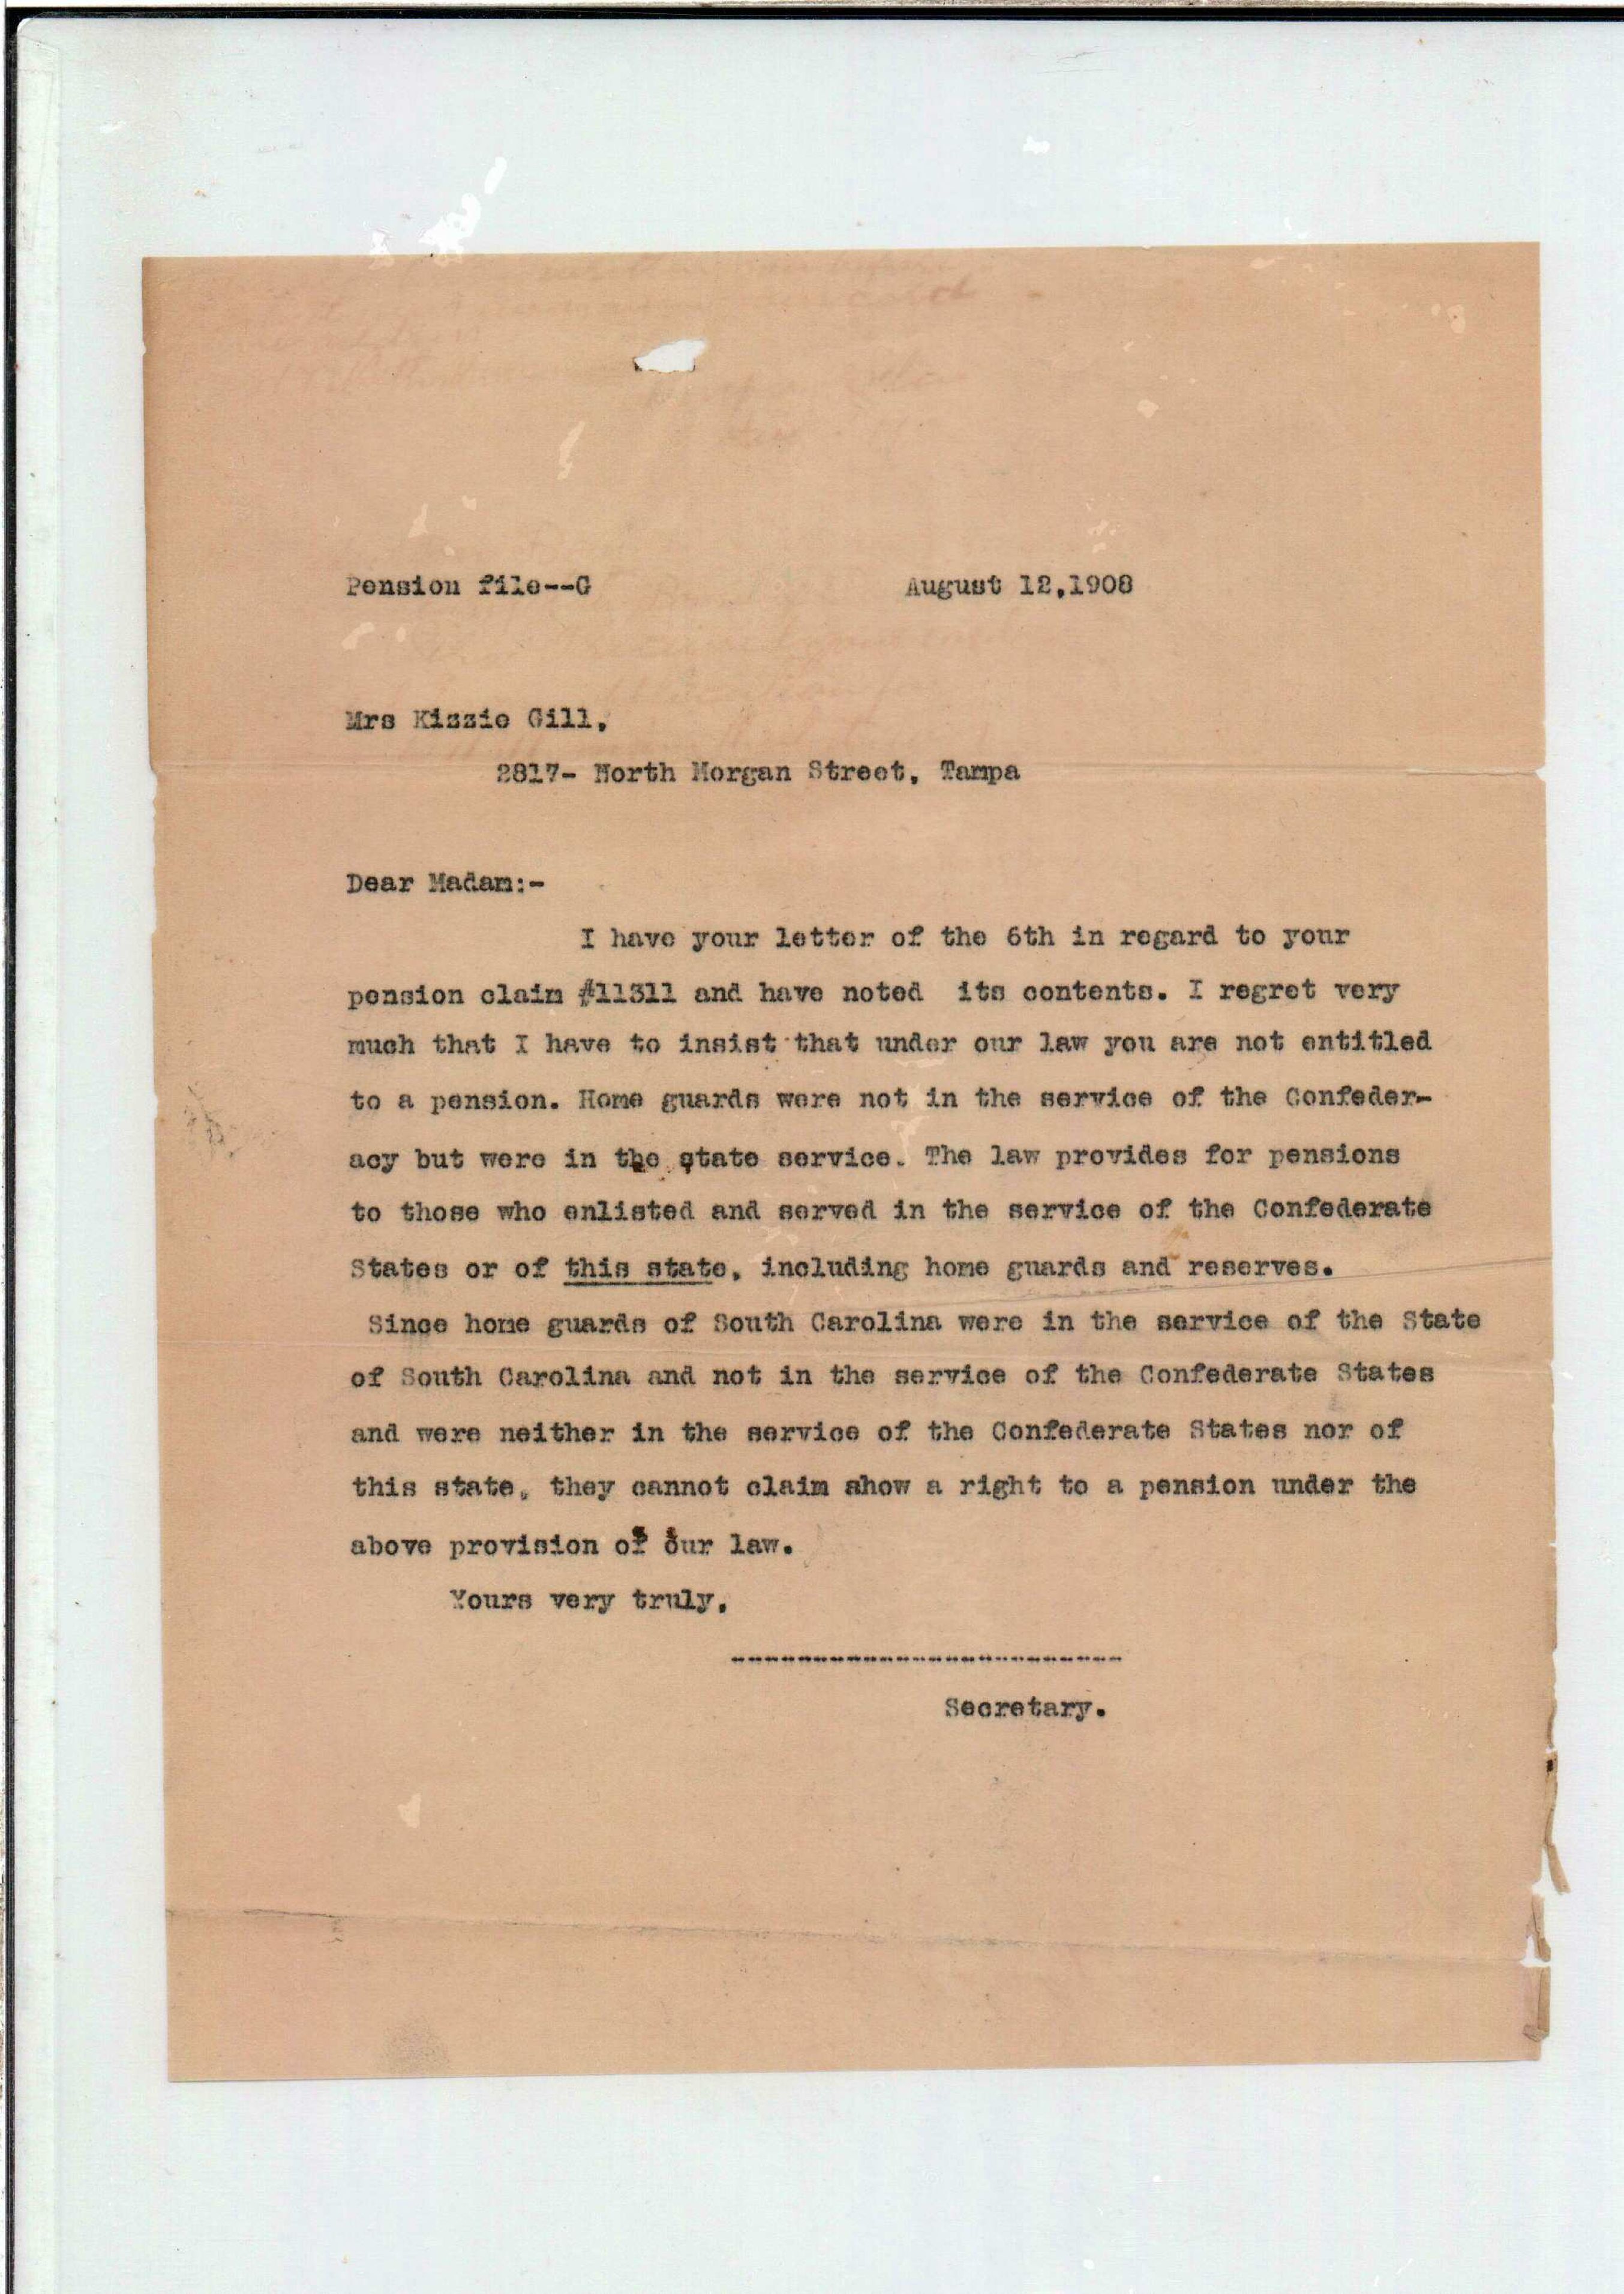 Pension file--G August 12,1908
Mrs Kizzie Gill,
2817- North Morgan Street, Tampa
Dear Madam:-
I have your letter of the 6th in regard to your
pension claim #11311 and have noted its contents. I regret very
much that I have to insist that under our law you are not entitled
to a pension. Home guards were not in the service of the Confeder-
acy but were in the state service. The law provides for pensions
to those who enlisted and served in the service of the Confederate
States or of this state, including home guards and reserves.
Since home guards of South Carolina were in the service of the State
of South Carolina and not in the service of the Confederate States
and were neither in the service of the Confederate States nor of
this state, they cannot claim show a right to a pension under the
above provision of our law.
Yours very truly,
------------------------
Secretary.